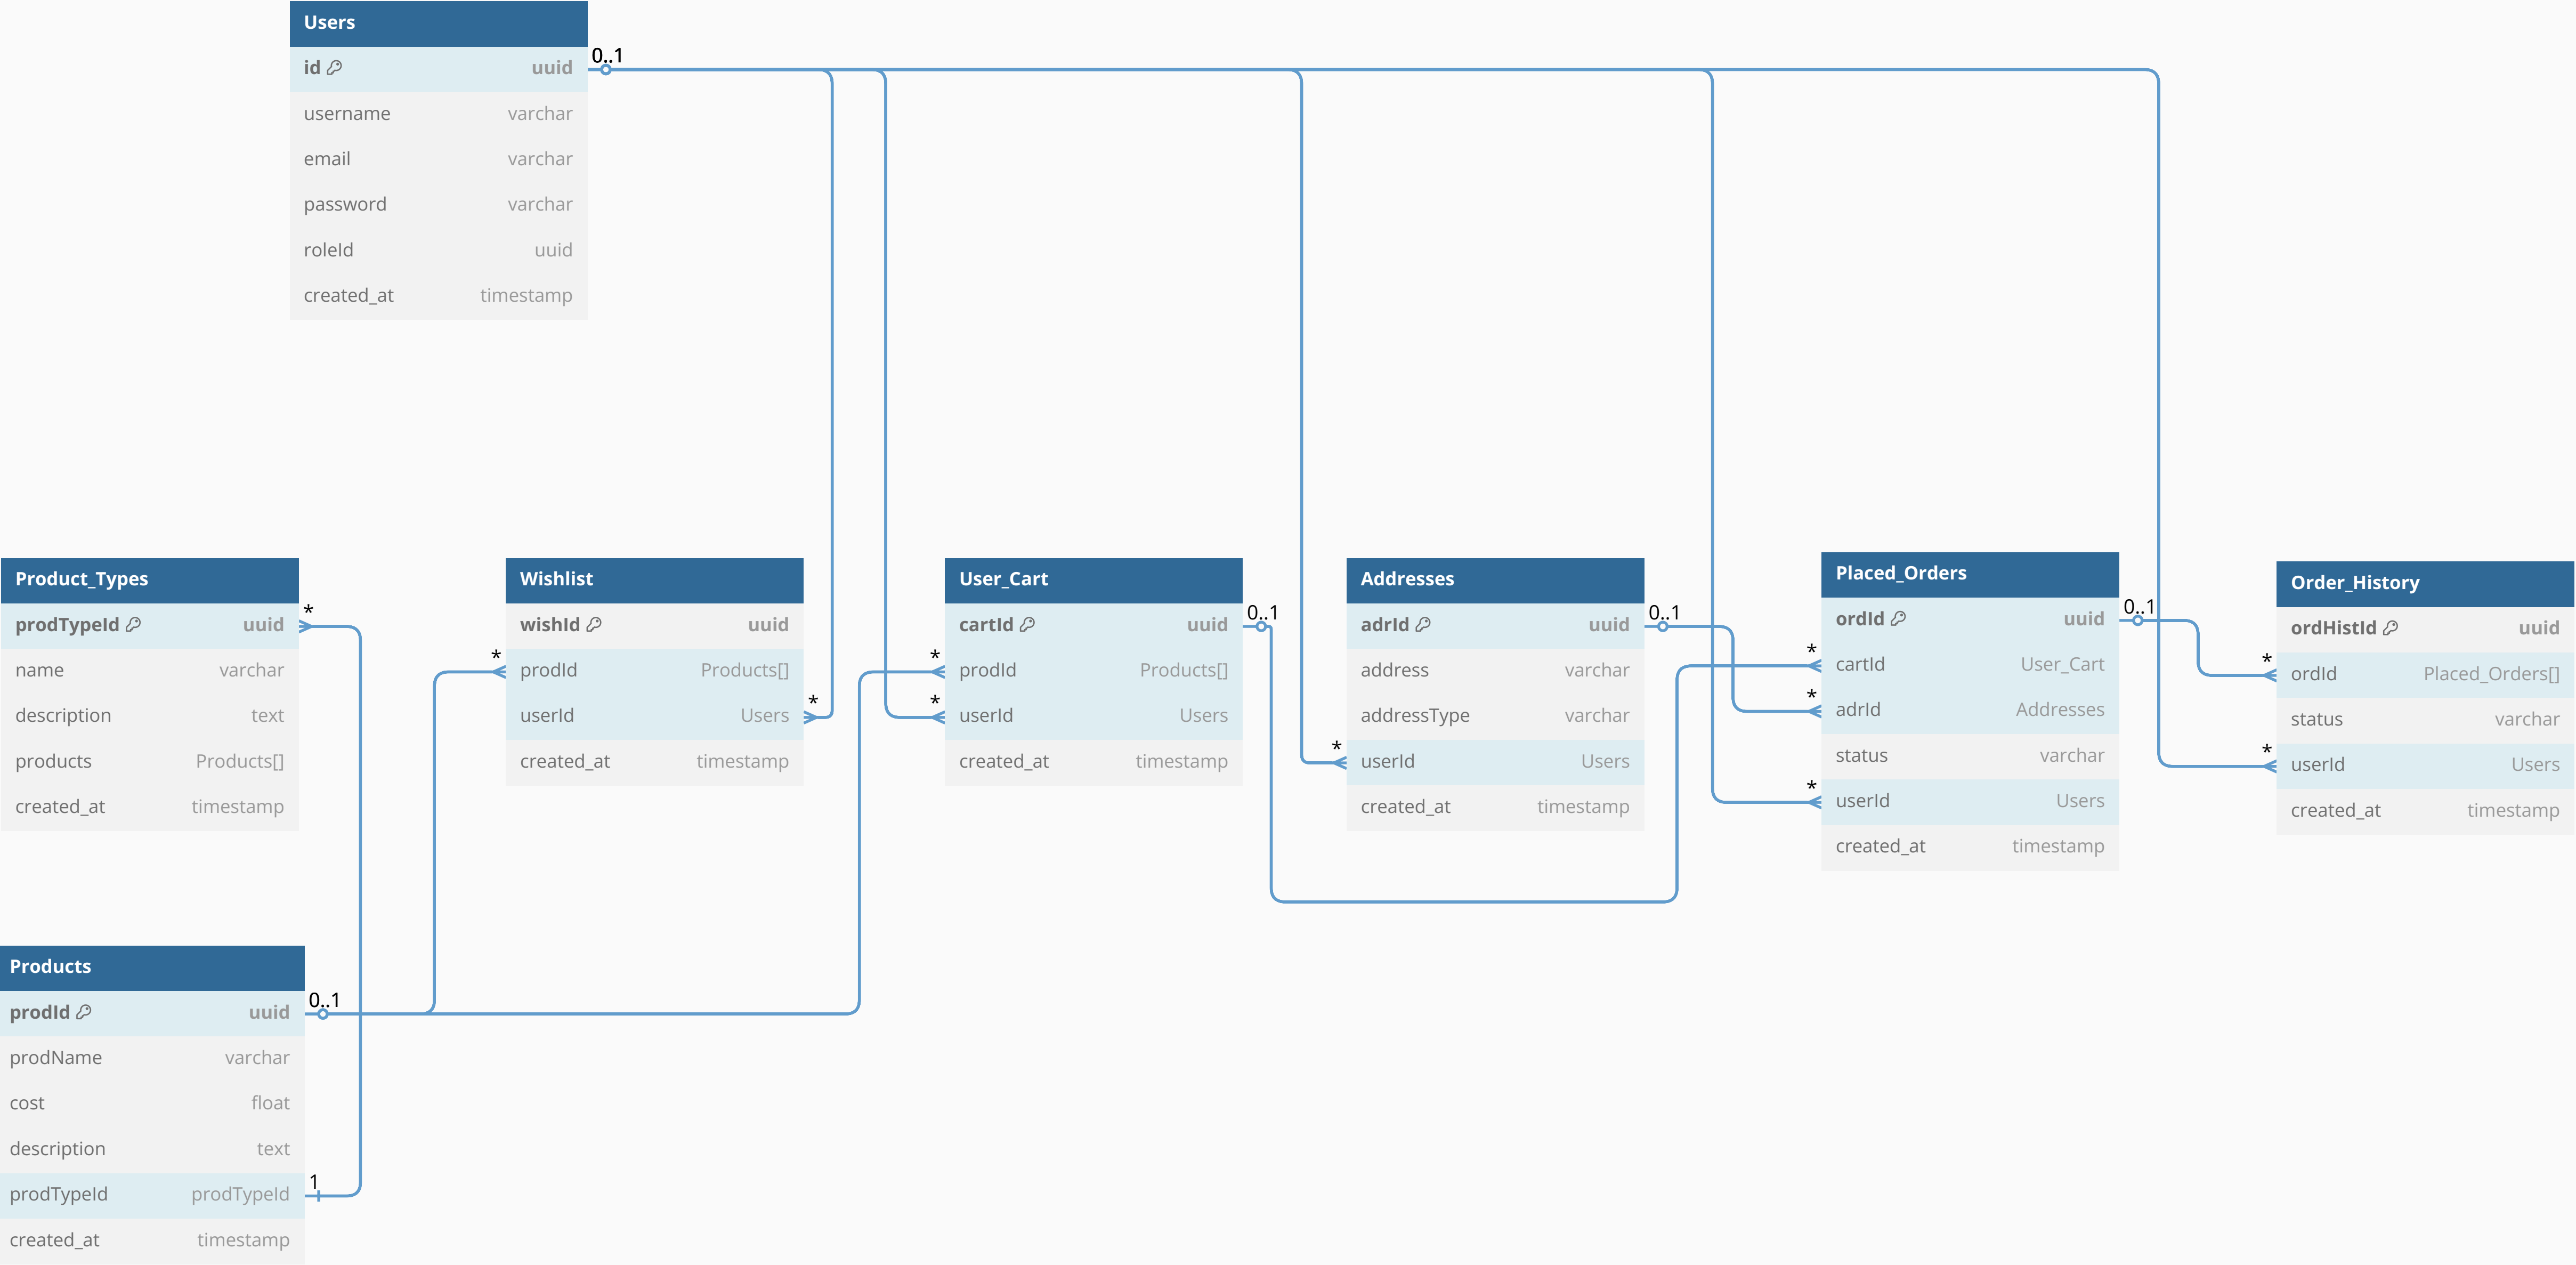 Users
0..1
id uuid
username varchar
email varchar
password varchar
roleId uuid
created_at timestamp
Product_Types
*
prodTypeId uuid
name varchar
description text
products Products[]
created_at timestamp
Wishlist
wishId uuid
*
prodId Products[]
*
userId Users
created_at timestamp
User_Cart
0..1
cartId uuid
*
prodId Products[]
*
userId Users
created_at timestamp
Addresses
0..1
adrId uuid
address varchar
addressType varchar
*
userId Users
created_at timestamp
Placed_Orders
0..1
ordId uuid
*
cartId User_Cart
*
adrId Addresses
status varchar
*
userId Users
created_at timestamp
Order_History
ordHistId uuid
*
ordId Placed_Orders[]
status varchar
*
userId Users
created_at timestamp
Products
0..1
prodId uuid
prodName varchar
cost float
description text
1
prodTypeId prodTypeId
created_at timestamp